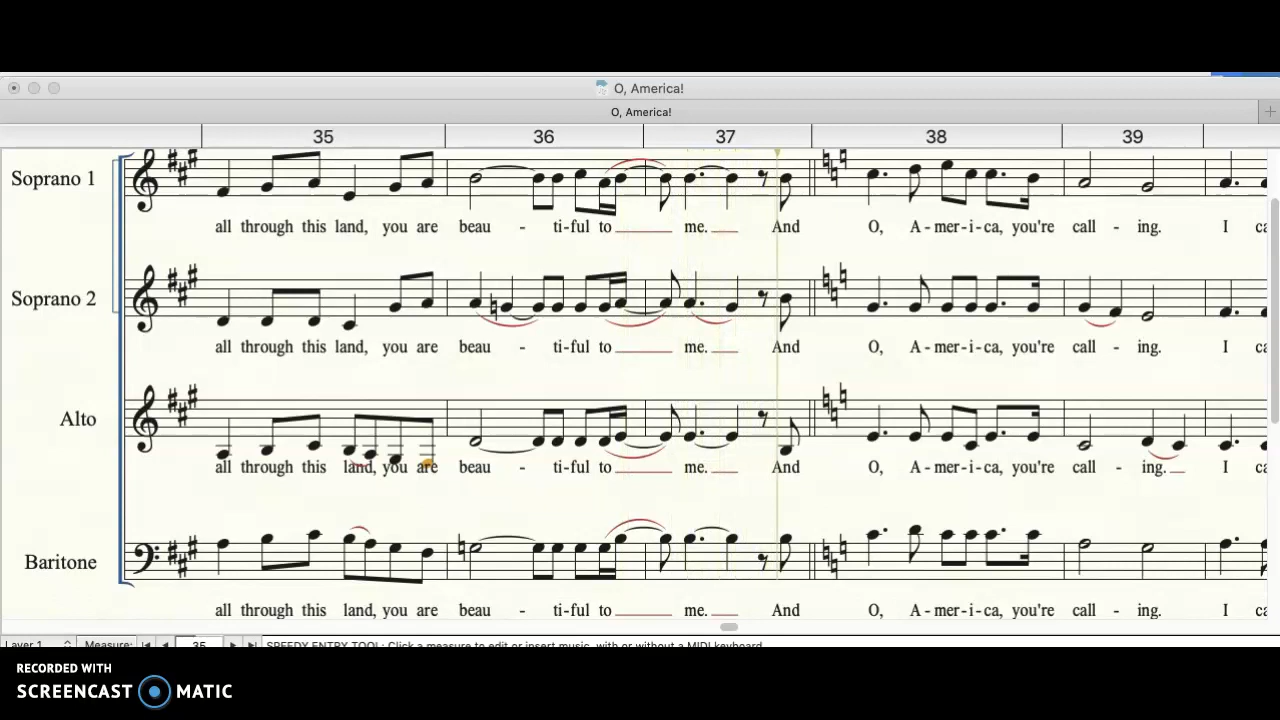 O, America!
O, America!
35 36 37 38 39
Soprano 1
all through this land, you are beau - ti-ful to me. And O, A-mer-i-ca, you're call - ing. I
Soprano 2
all through this land, you are beau - ti-ful to me. And O, A-mer-i-ca, you're call - ing. I
Alto
all through this land, you are beau - ti-ful to me. And O, A-mer-i-ca, you're call - ing. I
Baritone
all through this land, you are beau - ti-ful to me. And O, A-mer-i-ca, you're call - ing. I
Layer 1 Measure: 35 SPEEDY ENTRY TOOL: Click a measure to edit or insert music, with or without a MIDI keyboard.
RECORDED WITH
SCREENCAST MATIC